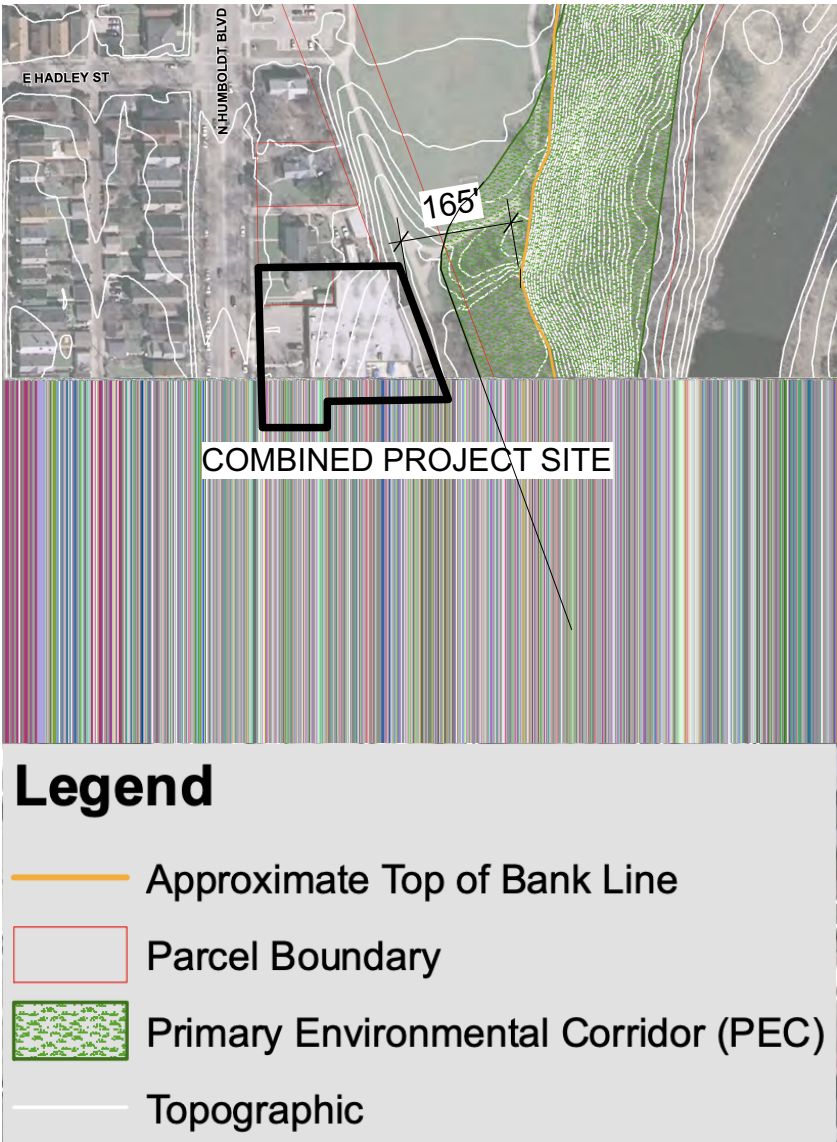 E HADLEY ST
N HUMBOLDT BLVD
165'
COMBINED PROJECT SITE
Legend
Approximate Top of Bank Line
Parcel Boundary
Primary Environmental Corridor (PEC)
Topographic